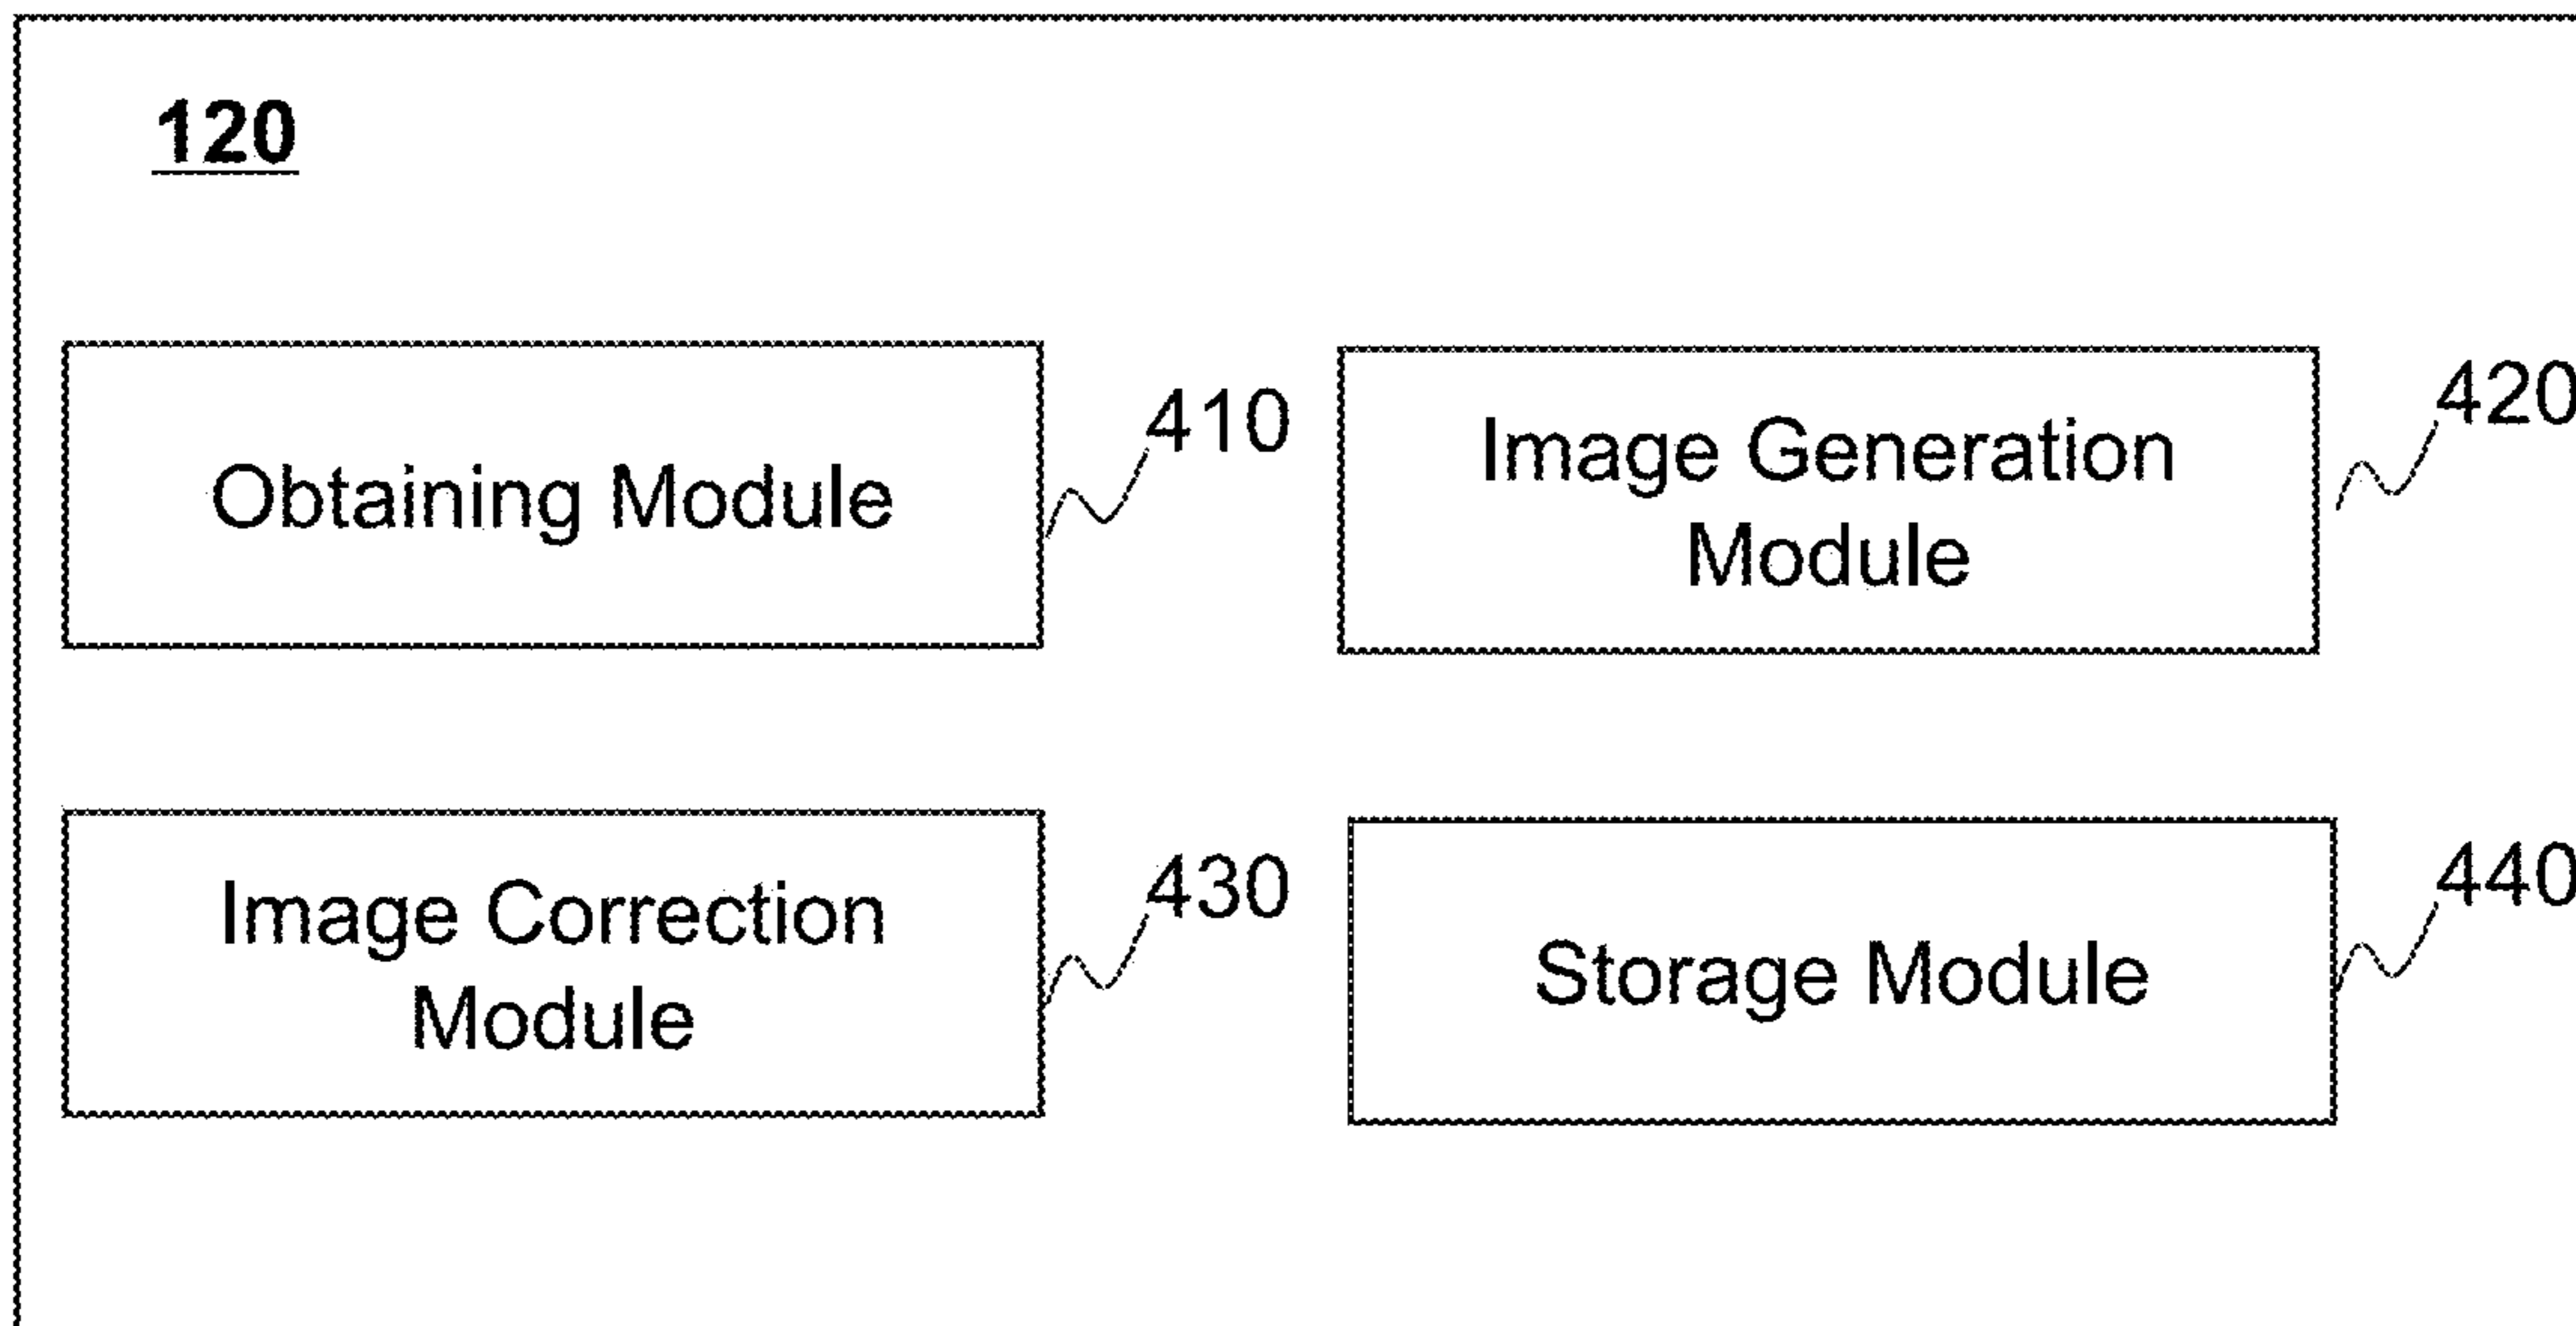 120
Obtaining Module
410
Image Generation
Module
420
Image Correction
Module
430
Storage Module
440